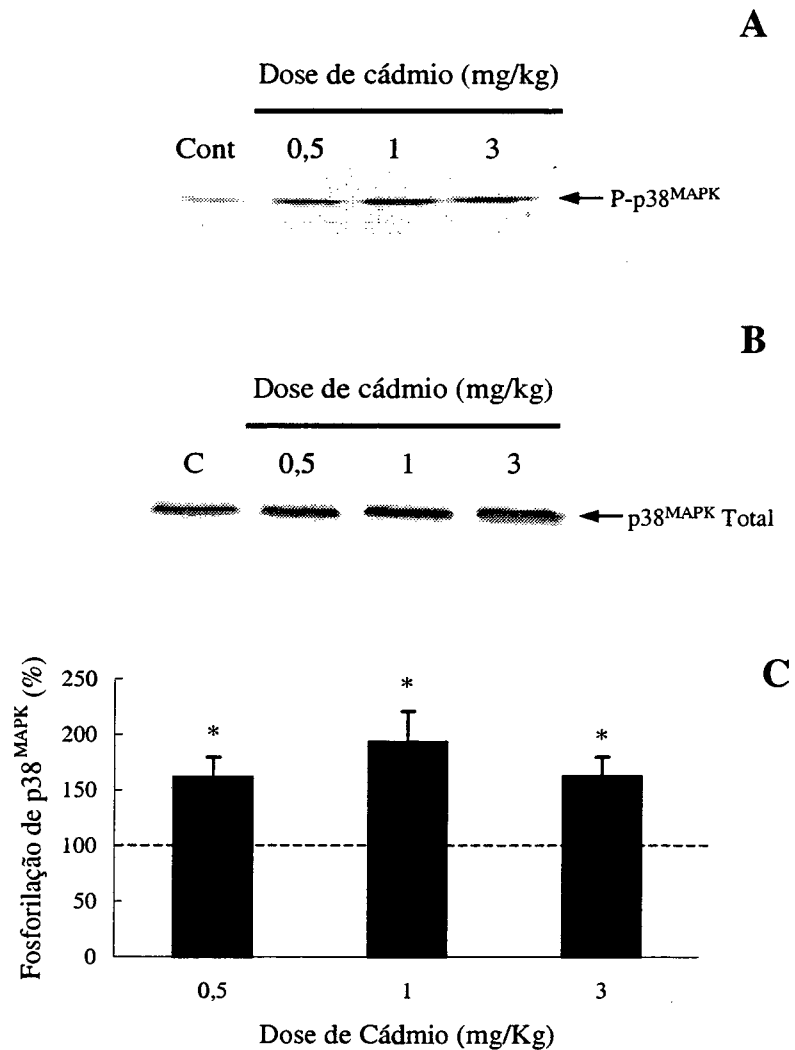 A
Dose de cádmio (mg/kg)
Cont 0,5 1 3
P-p38MAPK
B
Dose de cádmio (mg/kg)
C 0,5 1 3
p38MAPK Total
C
Fosforilação de p38MAPK (%)
250
200
150
100
50
0
* * *
0,5 1 3
Dose de Cádmio (mg/Kg)